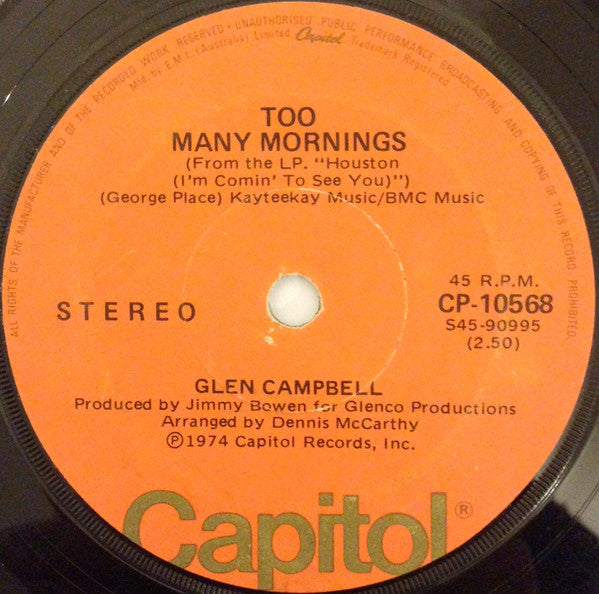 ALL RIGHTS OF THE MANUFACTURER AND OF THE OWNER OF THE RECORDED WORK RESERVED • UNAUTHORISED PUBLIC PERFORMANCE BROADCASTING AND COPYING OF THIS RECORD PROHIBITED.
Mfd. by E.M.I. (Australia) Limited Capitol Trademark Registered
TOO
MANY MORNINGS
(From the LP. "Houston
(I'm Comin' To See You)")
(George Place) Kayteekay Music/BMC Music
STEREO
45 R.P.M.
CP-10568
S45-90995
(2.50)
GLEN CAMPBELL
Produced by Jimmy Bowen for Glenco Productions
Arranged by Dennis McCarthy
℗1974 Capitol Records, Inc.
Capitol®